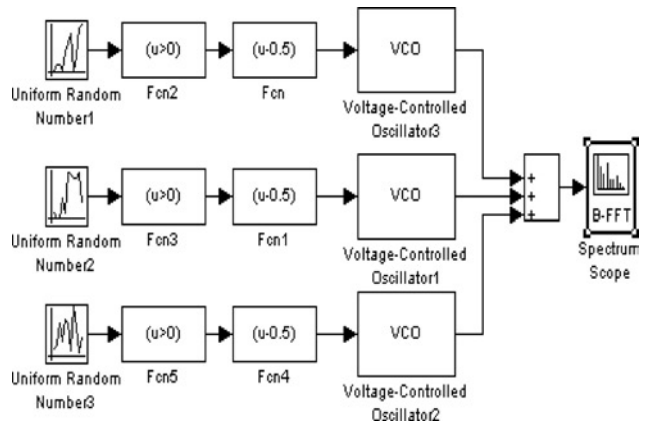 (u>0)
(u-0.5)
VCO
Uniform Random
Number1
Fcn2
Fcn
Voltage-Controlled
Oscillator3
(u>0)
(u-0.5)
VCO
+
+
+
B-FFT
Uniform Random
Number2
Fcn3
Fcn1
Voltage-Controlled
Oscillator1
Spectrum
Scope
(u>0)
(u-0.5)
VCO
Uniform Random
Number3
Fcn5
Fcn4
Voltage-Controlled
Oscillator2